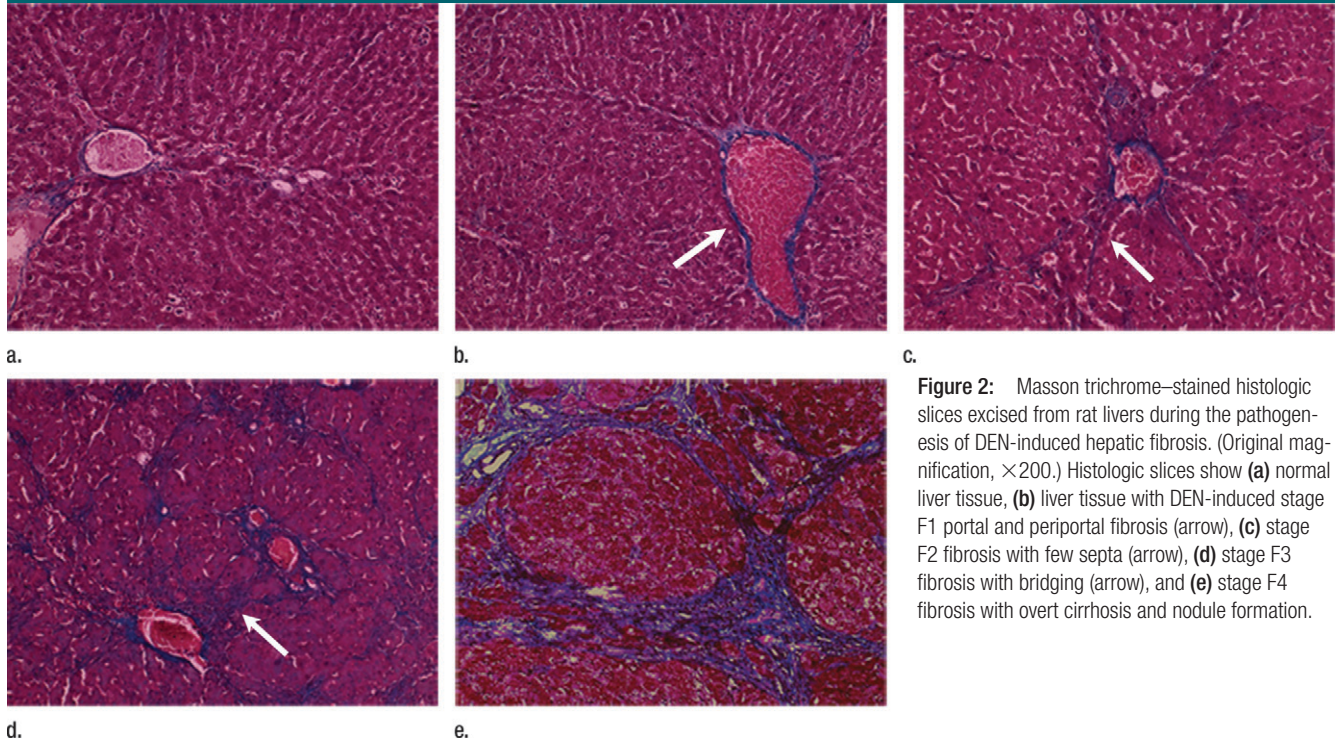 a.
b.
c.
d.
e.
Figure 2: Masson trichrome–stained histologic
slices excised from rat livers during the pathogen-
esis of DEN-induced hepatic fibrosis. (Original mag-
nification, ×200.) Histologic slices show (a) normal
liver tissue, (b) liver tissue with DEN-induced stage
F1 portal and periportal fibrosis (arrow), (c) stage
F2 fibrosis with few septa (arrow), (d) stage F3
fibrosis with bridging (arrow), and (e) stage F4
fibrosis with overt cirrhosis and nodule formation.